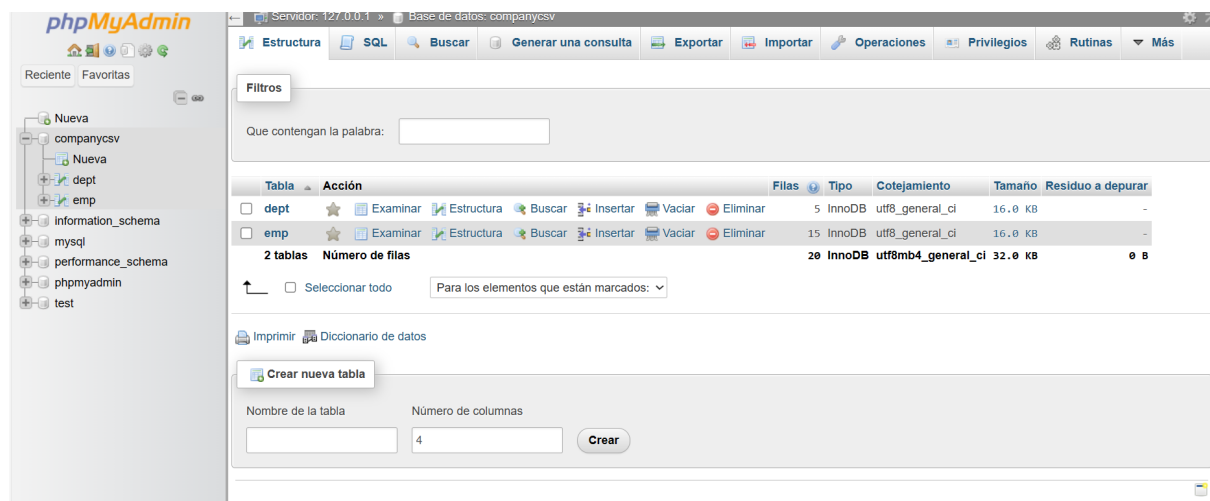 phpMyAdmin
Reciente Favoritas
Nueva
companycsv
Nueva
dept
emp
information_schema
mysql
performance_schema
phpmyadmin
test
Servidor: 127.0.0.1 » Base de datos: companycsv
Estructura SQL Buscar Generar una consulta Exportar Importar Operaciones Privilegios Rutinas Más
Filtros
Que contengan la palabra:
Tabla Acción Filas Tipo Cotejamiento Tamaño Residuo a depurar
dept Examinar Estructura Buscar Insertar Vaciar Eliminar 5 InnoDB utf8_general_ci 16.0 KB -
emp Examinar Estructura Buscar Insertar Vaciar Eliminar 15 InnoDB utf8_general_ci 16.0 KB -
2 tablas Número de filas 20 InnoDB utf8mb4_general_ci 32.0 KB 0 B
Seleccionar todo Para los elementos que están marcados:
Imprimir Diccionario de datos
Crear nueva tabla
Nombre de la tabla Número de columnas
4 Crear